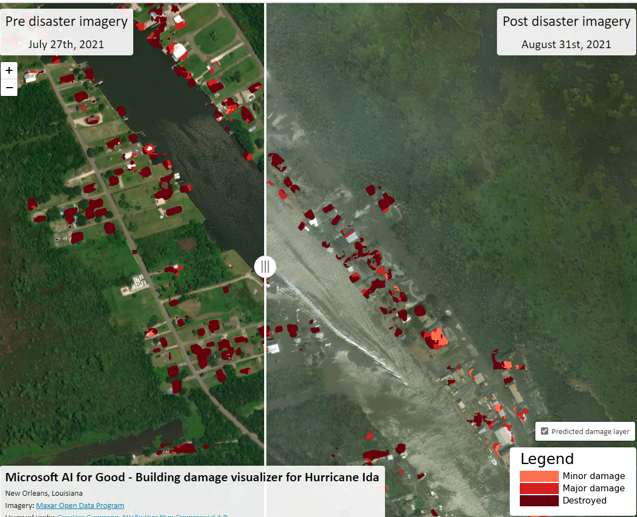 Pre disaster imagery
July 27th, 2021
Post disaster imagery
August 31st, 2021
+
−
Predicted damage layer
Legend
Minor damage
Major damage
Destroyed
Microsoft AI for Good - Building damage visualizer for Hurricane Ida
New Orleans, Louisiana
Imagery: Maxar Open Data Program